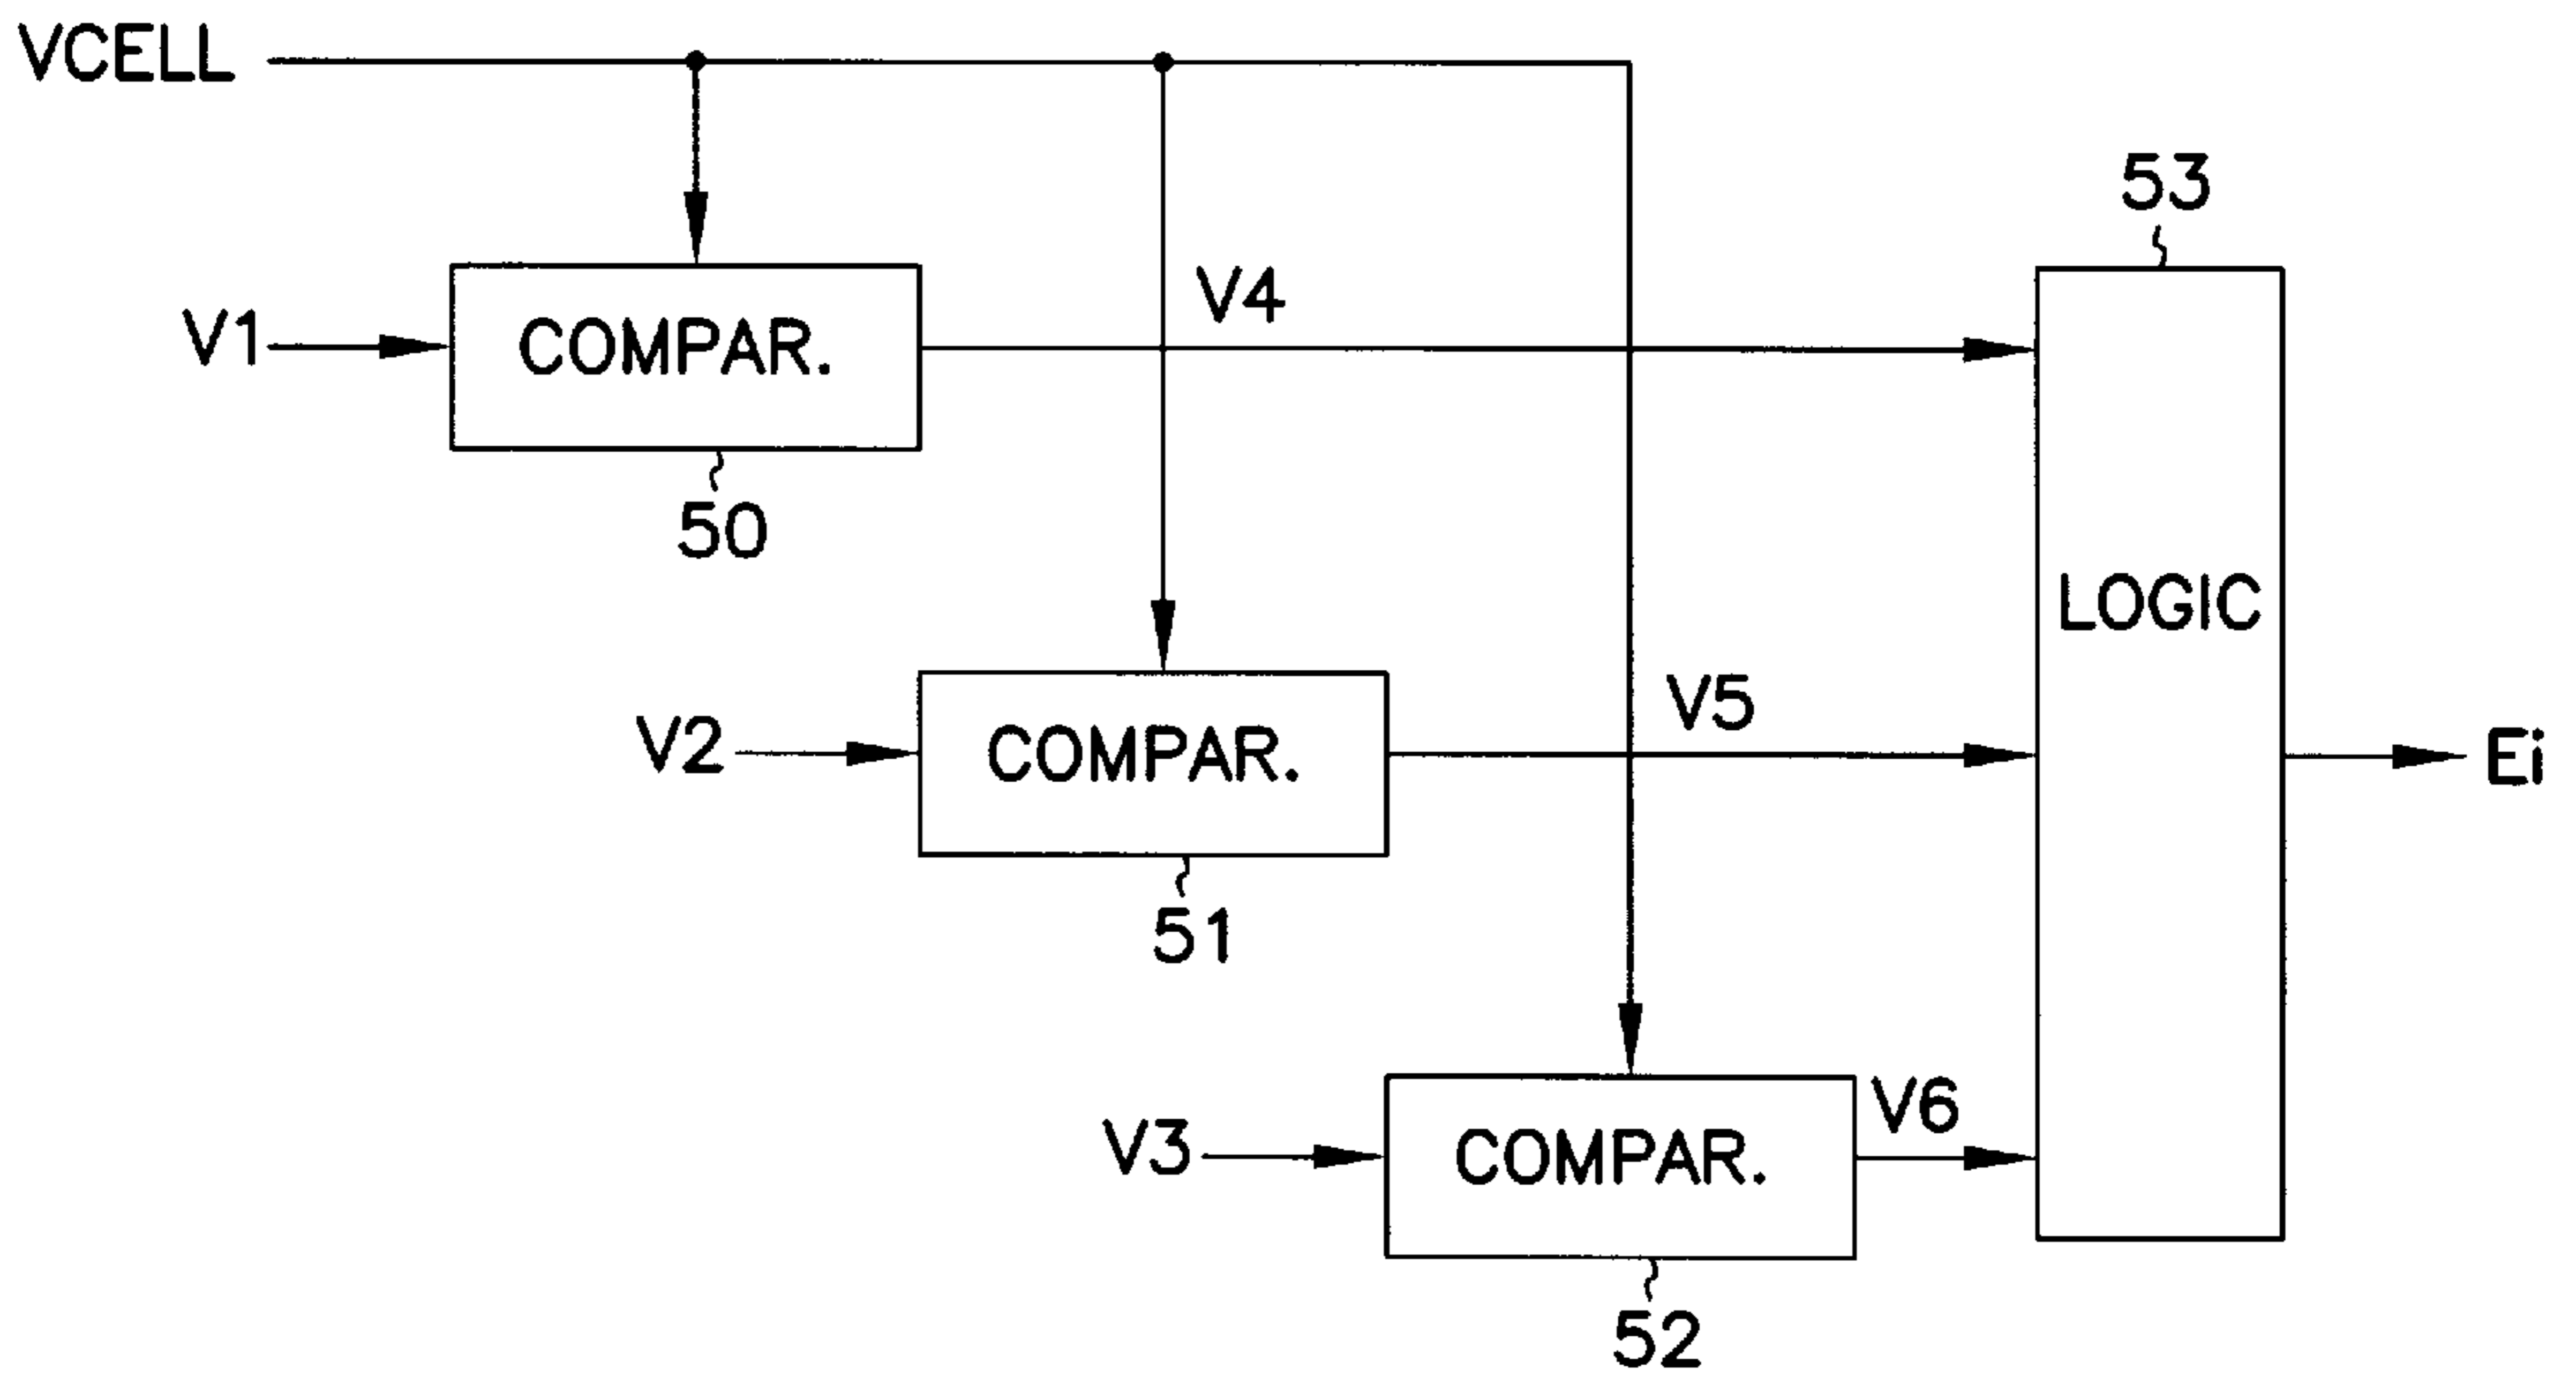 VCELL
53
V1
COMPAR.
V4
50
LOGIC
V2
COMPAR.
V5
Ei
51
V3
COMPAR.
V6
52